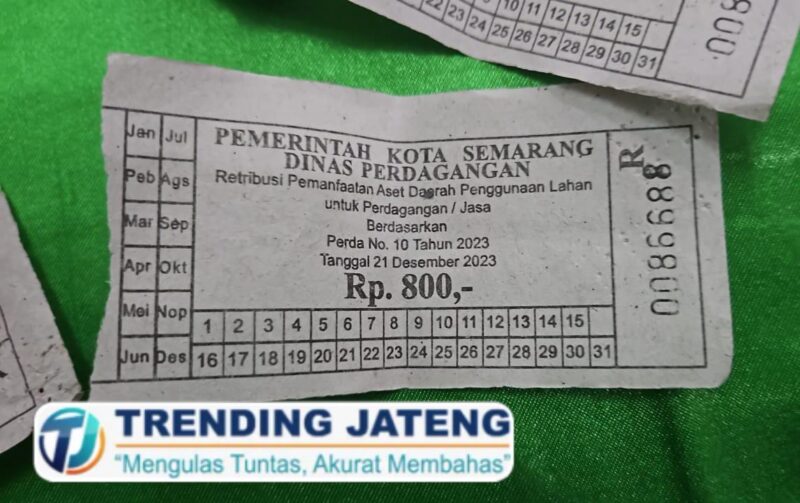 10 11 12 13 14 15
22 23 24 25 26 27 28 29 30 31
800
Jan Jul
Peb Ags
Mar Sep
Apr Okt
Mei Nop
Jun Des
PEMERINTAH KOTA SEMARANG
DINAS PERDAGANGAN
Retribusi Pemanfaatan Aset Daerah Penggunaan Lahan
untuk Perdagangan / Jasa
Berdasarkan
Perda No. 10 Tahun 2023
Tanggal 21 Desember 2023
Rp. 800,-
1 2 3 4 5 6 7 8 9 10 11 12 13 14 15
16 17 18 19 20 21 22 23 24 25 26 27 28 29 30 31
R
0086688
TJ TRENDING JATENG
"Mengulas Tuntas, Akurat Membahas"